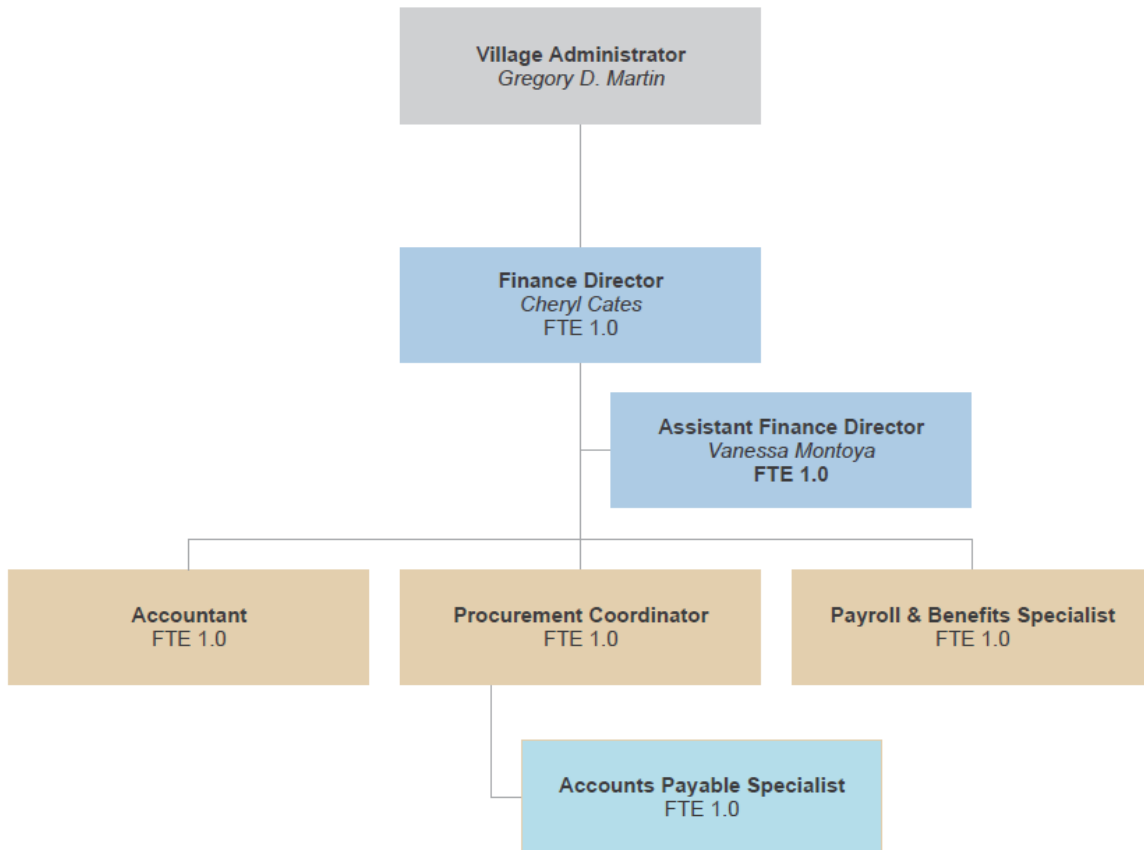 Village Administrator
Gregory D. Martin
Finance Director
Cheryl Cates
FTE 1.0
Assistant Finance Director
Vanessa Montoya
FTE 1.0
Accountant
FTE 1.0
Procurement Coordinator
FTE 1.0
Payroll & Benefits Specialist
FTE 1.0
Accounts Payable Specialist
FTE 1.0